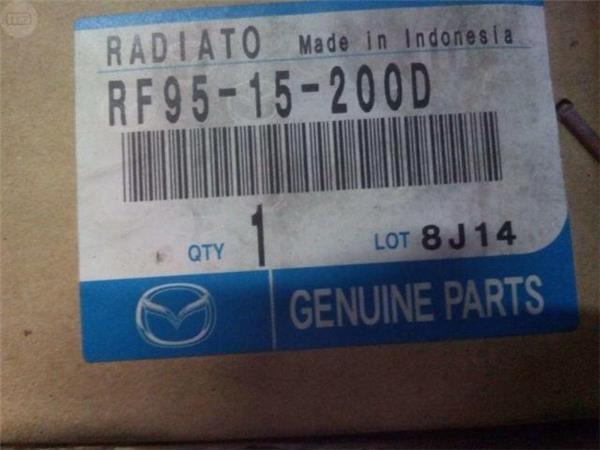 RADIATO Made in Indonesia
RF95-15-200D
QTY 1 LOT 8J14
GENUINE PARTS